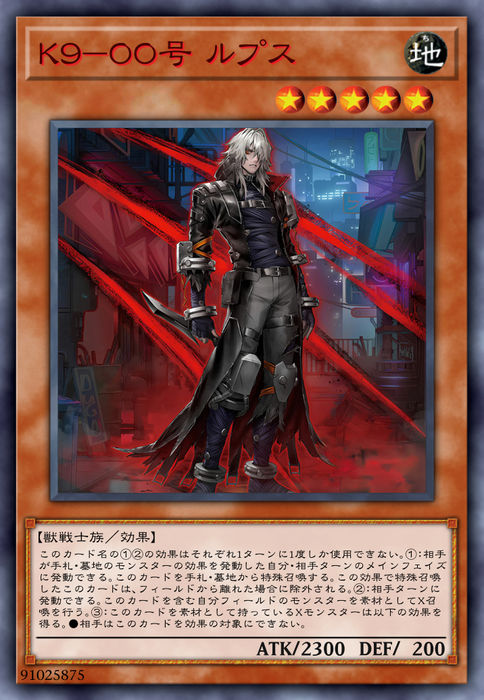 K9-00号 ルプス
ち
地
【獣戦士族／効果】
このカード名の①②の効果はそれぞれ1ターンに1度しか使用できない。①:相手
が手札・墓地のモンスターの効果を発動した自分・相手ターンのメインフェイズ
に発動できる。このカードを手札・墓地から特殊召喚する。この効果で特殊召喚
したこのカードは、フィールドから離れた場合に除外される。②:相手ターンに
発動できる。このカードを含む自分フィールドのモンスターを素材としてX召
喚を行う。③:このカードを素材として持っているXモンスターは以下の効果を
得る。●相手はこのカードを効果の対象にできない。
ATK/2300 DEF/ 200
91025875